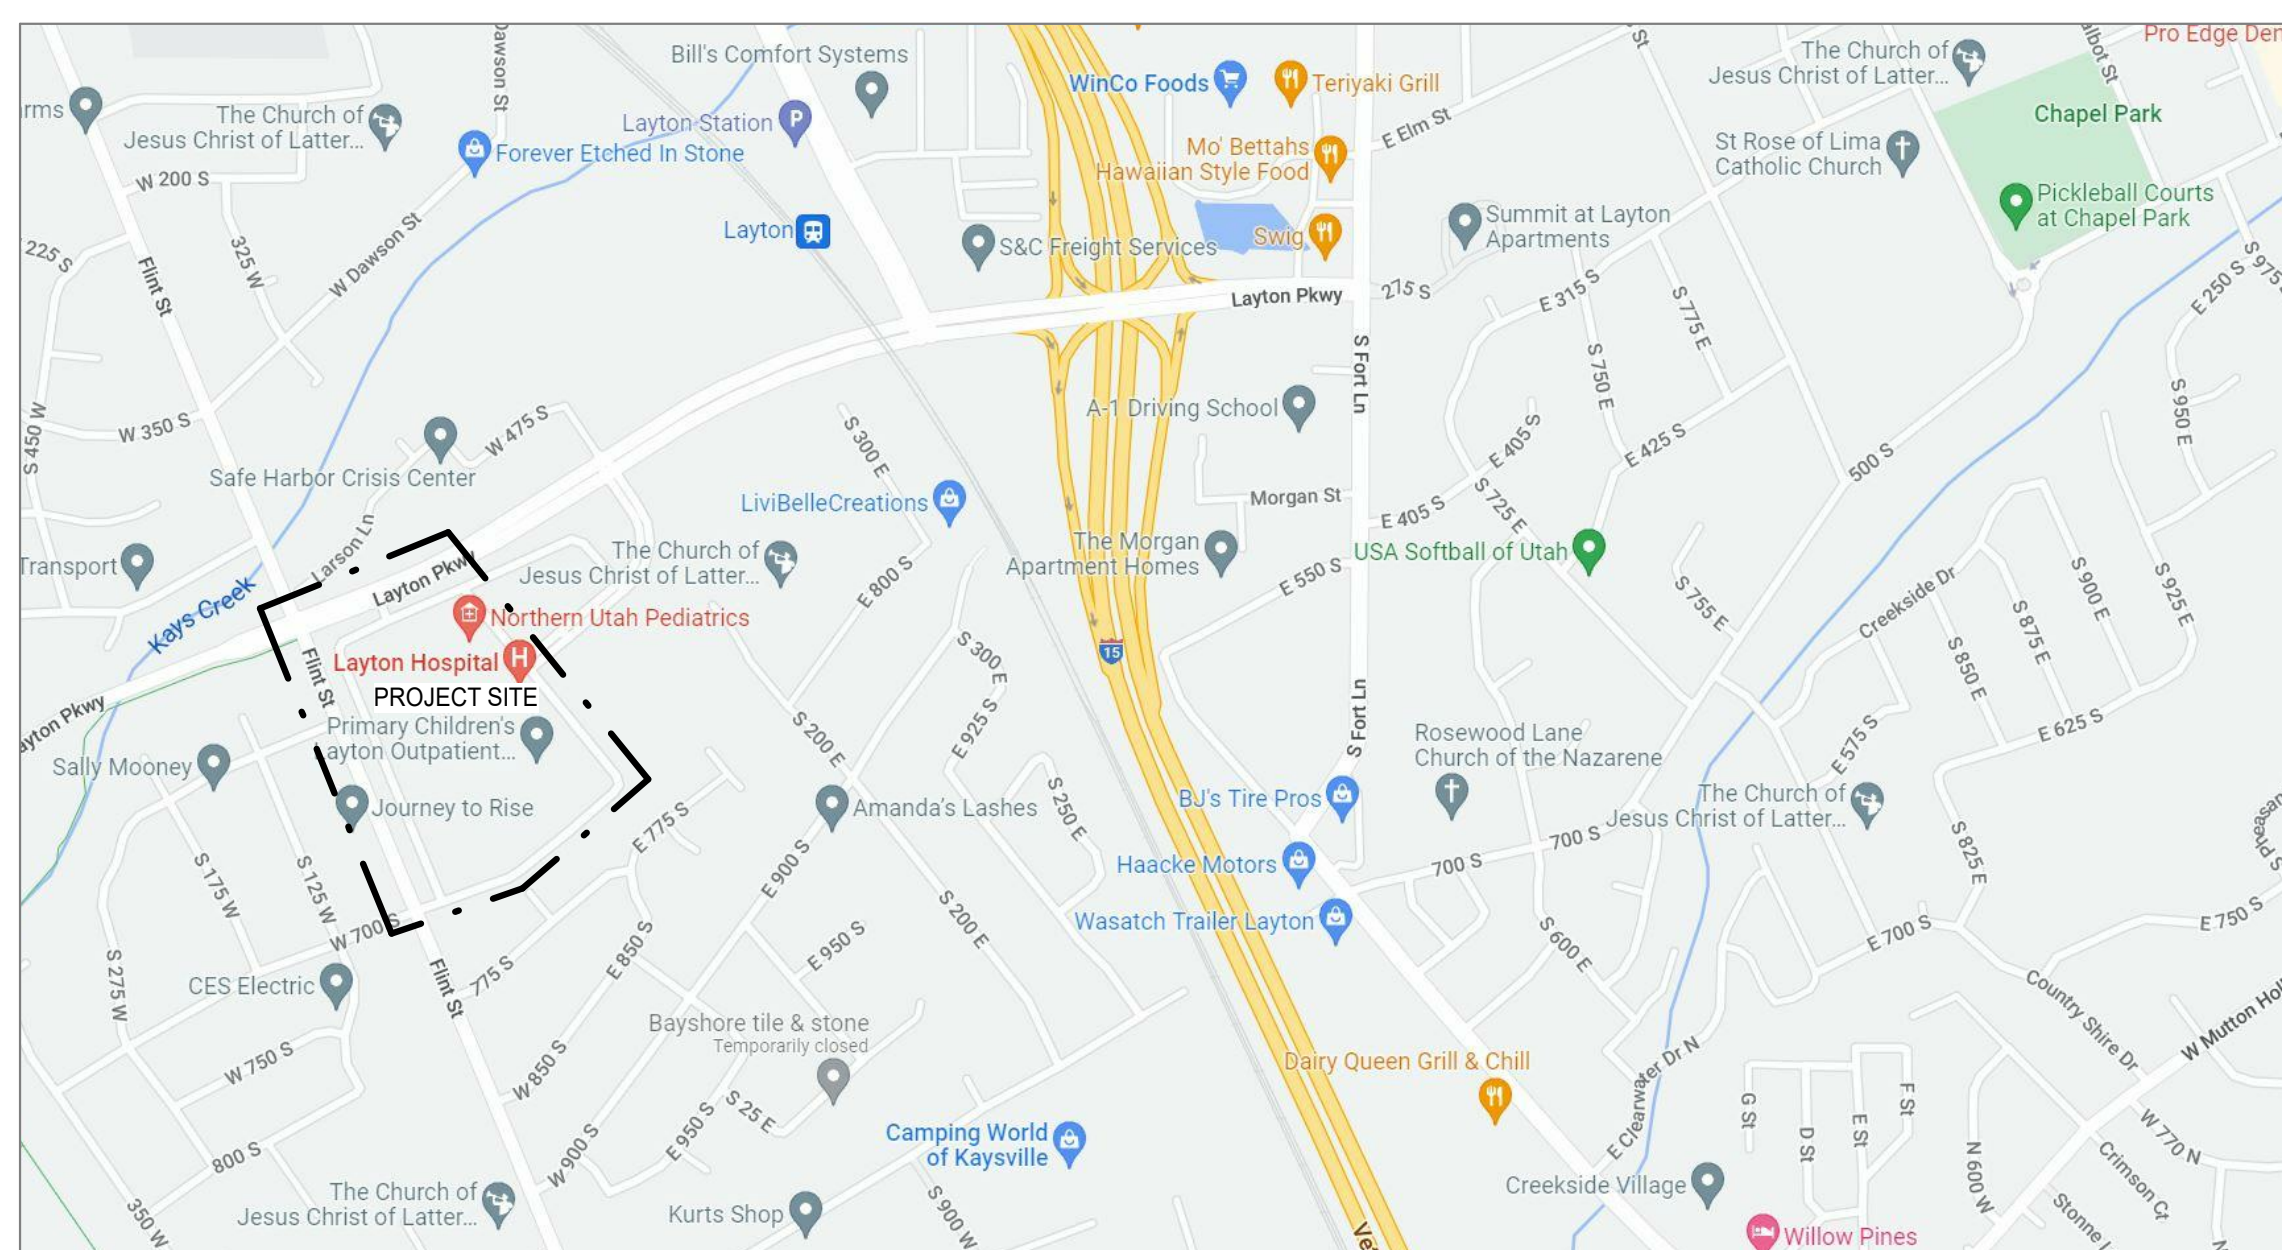 Dawson St
Bill's Comfort Systems
WinCo Foods
Teriyaki Grill
St
The Church of
Jesus Christ of Latter...
albot St
Pro Edge Den
rms
The Church of
Jesus Christ of Latter...
Layton Station
P
Forever Etched In Stone
Mo' Bettahs
Hawaiian Style Food
E Elm St
Chapel Park
St Rose of Lima
Catholic Church
W 200 S
Pickleball Courts
at Chapel Park
225 S
325 W
W Dawson St
Flint St
Layton
S&C Freight Services
Swig
Summit at Layton
Apartments
Layton Pkwy
275 S
E 315 S
S 775 E
E 250 S
S 975
S 450 W
W 350 S
W 475 S
Safe Harbor Crisis Center
S 300 E
A-1 Driving School
S Fort Ln
S 750 E
E 405 S
E 425 S
500 S
S 950 E
LiviBelleCreations
Morgan St
E 405 S
S 725 E
Transport
Larson Ln
Layton Pkwy
The Church of
Jesus Christ of Latter...
E 800 S
The Morgan
Apartment Homes
E 550 S
USA Softball of Utah
S 755 E
Creekside Dr
S 900 E
S 925 E
S 875 E
S 850 E
Kays Creek
Northern Utah Pediatrics
Layton Hospital
H
PROJECT SITE
Flint St
S 300 E
15
ayton Pkwy
Primary Children's
Layton Outpatient...
Sally Mooney
Journey to Rise
S 200 E
E 925 S
S 250 E
S Fort Ln
Rosewood Lane
Church of the Nazarene
E 575 S
E 625 S
Amanda's Lashes
BJ's Tire Pros
The Church of
Jesus Christ of Latter...
E 775 S
S 175 W
S 125 W
E 900 S
Haacke Motors
700 S
700 S
S 825 E
W 700 S
S 200 E
Wasatch Trailer Layton
S 600 E
E 700 S
E 750 S
S 275 W
CES Electric
Flint St
775 S
E 850 S
E 950 S
Country Shire Dr
W Mutton Hol
Bayshore tile & stone
Temporarily closed
W 750 S
W 850 S
Dairy Queen Grill & Chill
E Clearwater Dr N
G St
F St
E St
D St
S 25 E
E 950 S
W 900 S
Camping World
of Kaysville
800 S
350 W
The Church of
Jesus Christ of Latter...
Kurts Shop
S 900 W
Creekside Village
Willow Pines
N 600 W
W 770 N
Crimson Ct